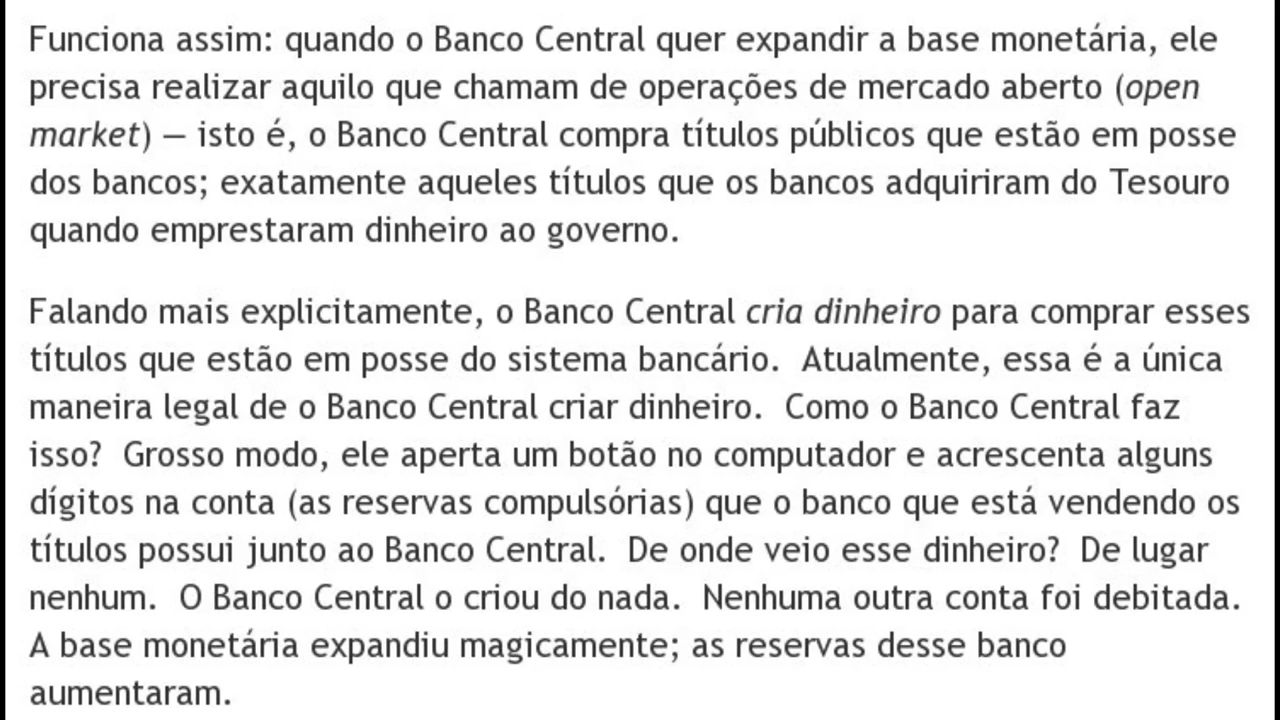 Funciona assim: quando o Banco Central quer expandir a base monetária, ele
precisa realizar aquilo que chamam de operações de mercado aberto (open
market) — isto é, o Banco Central compra títulos públicos que estão em posse
dos bancos; exatamente aqueles títulos que os bancos adquiriram do Tesouro
quando emprestaram dinheiro ao governo.
Falando mais explicitamente, o Banco Central cria dinheiro para comprar esses
títulos que estão em posse do sistema bancário.  Atualmente, essa é a única
maneira legal de o Banco Central criar dinheiro.  Como o Banco Central faz
isso?  Grosso modo, ele aperta um botão no computador e acrescenta alguns
dígitos na conta (as reservas compulsórias) que o banco que está vendendo os
títulos possui junto ao Banco Central.  De onde veio esse dinheiro?  De lugar
nenhum.  O Banco Central o criou do nada.  Nenhuma outra conta foi debitada.
A base monetária expandiu magicamente; as reservas desse banco
aumentaram.